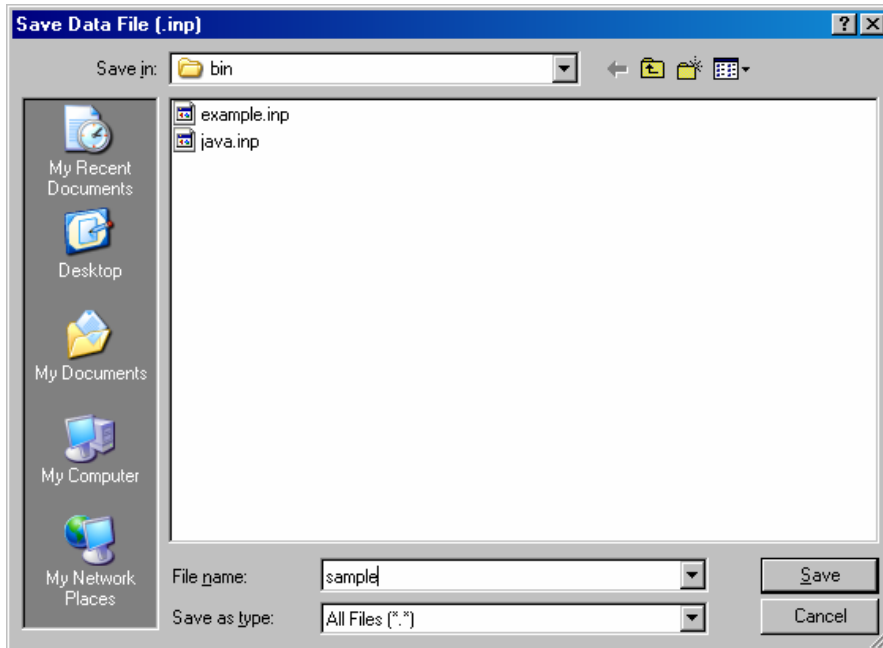 Save Data File (.inp)
Save in:
bin
example.inp
java.inp
My Recent
Documents
Desktop
My Documents
My Computer
My Network
Places
File name:
sample
Save
Save as type:
All Files (*.*)
Cancel